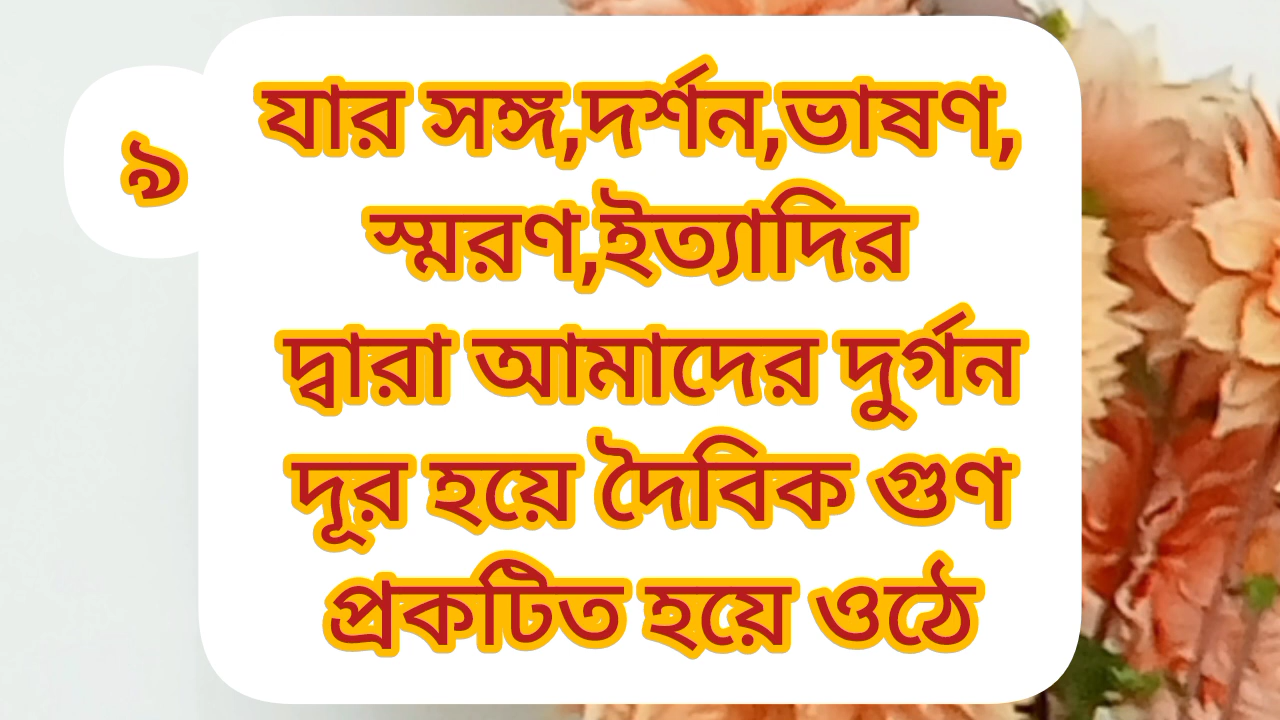 ৯
যার সঙ্গ,দর্শন,ভাষণ,
স্মরণ,ইত্যাদির
দ্বারা আমাদের দুর্গন
দূর হয়ে দৈবিক গুণ
প্রকটিত হয়ে ওঠে